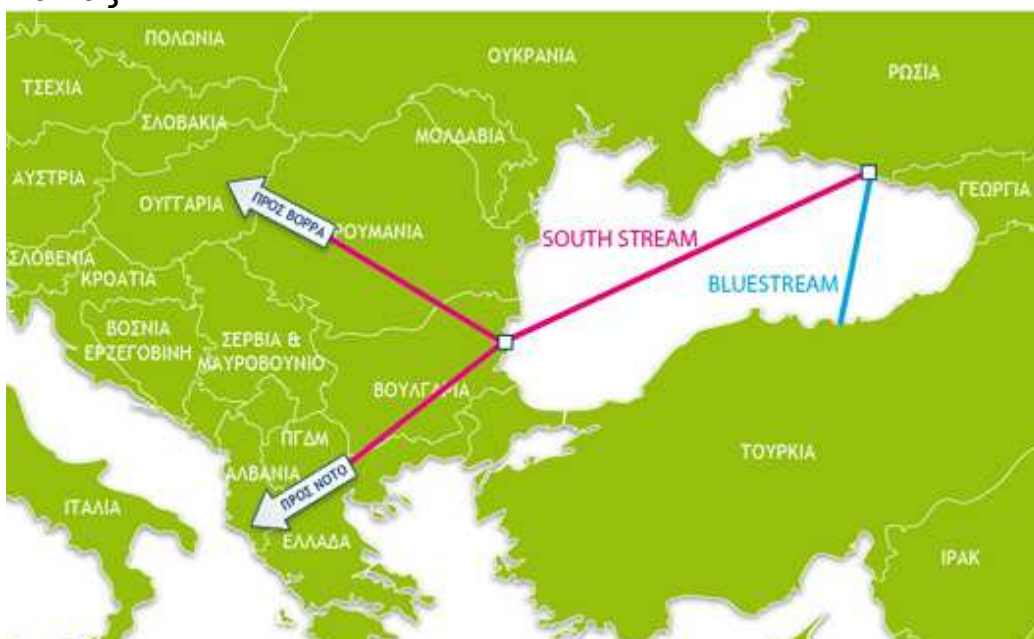 ΠΟΛΩΝΙΑ
ΟΥΚΡΑΝΙΑ
ΡΩΣΙΑ
ΤΣΕΧΙΑ
ΣΛΟΒΑΚΙΑ
ΜΟΛΔΑΒΙΑ
ΑΥΣΤΡΙΑ
ΓΕΩΡΓΙΑ
ΟΥΓΓΑΡΙΑ
ΠΡΟΣ ΒΟΡΡΑ
ΡΟΥΜΑΝΙΑ
SOUTH STREAM
ΣΛΟΒΕΝΙΑ
ΚΡΟΑΤΙΑ
BLUESTREAM
ΒΟΣΝΙΑ
ΕΡΖΕΓΟΒΙΝΗ
ΣΕΡΒΙΑ &
ΜΑΥΡΟΒΟΥΝΙΟ
ΒΟΥΛΓΑΡΙΑ
ΠΓΔΜ
ΤΟΥΡΚΙΑ
ΑΛΒΑΝΙΑ
ΠΡΟΣ ΝΟΤΟ
ΙΤΑΛΙΑ
ΕΛΛΑΔΑ
ΙΡΑΚ